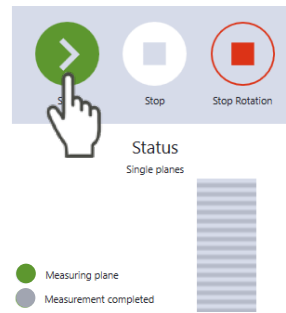 Stop
Stop Rotation
Status
Single planes
Measuring plane
Measurement completed